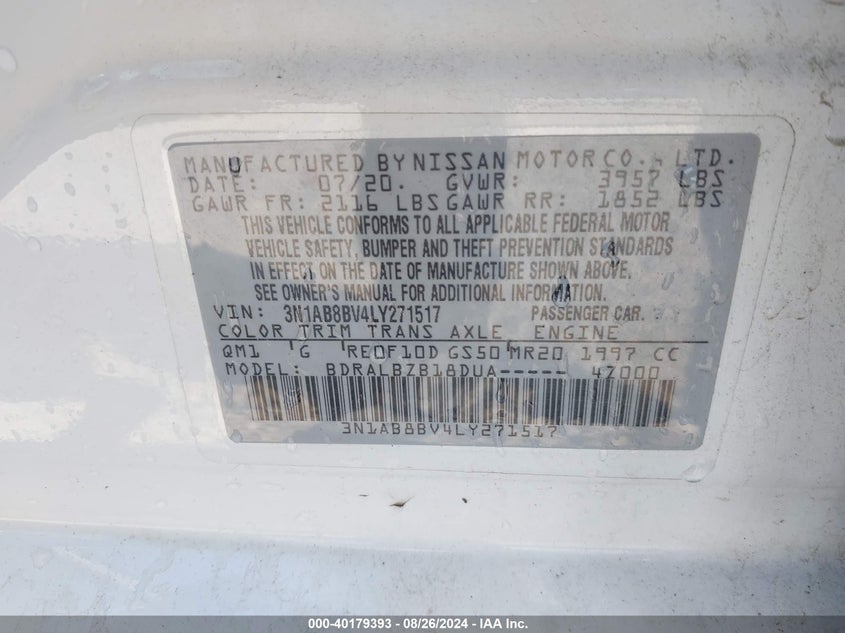 MANUFACTURED BY NISSAN MOTOR CO., LTD.
DATE: 07/20. GVWR: 3957 LBS
GAWR FR: 2116 LBS GAWR RR: 1852 LBS
THIS VEHICLE CONFORMS TO ALL APPLICABLE FEDERAL MOTOR
VEHICLE SAFETY, BUMPER AND THEFT PREVENTION STANDARDS
IN EFFECT ON THE DATE OF MANUFACTURE SHOWN ABOVE.
SEE OWNER'S MANUAL FOR ADDITIONAL INFORMATION.
VIN: 3N1AB8BV4LY271517 PASSENGER CAR.
COLOR TRIM TRANS AXLE ENGINE
QM1 G RE0F10D GS50 MR20 1997 CC
MODEL: BDRALBZB18DUA----- 47000
3N1AB8BV4LY271517
000-40179393 - 08/26/2024 - IAA, Inc.